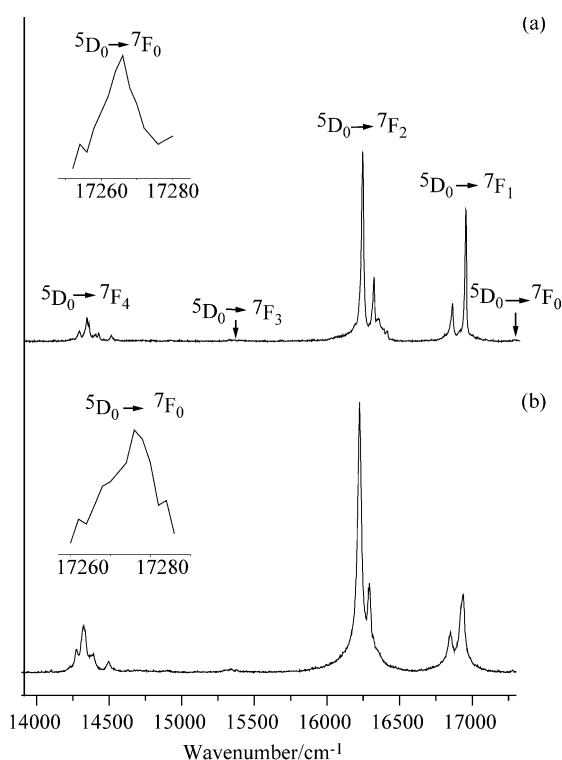 (a)
⁵D₀→⁷F₀
17260 17280
⁵D₀→ ⁷F₂
⁵D₀→ ⁷F₁
⁵D₀→ ⁷F₄
⁵D₀→ ⁷F₃
⁵D₀→⁷F₀
(b)
⁵D₀→ ⁷F₀
17260 17280
14000 14500 15000 15500 16000 16500 17000
Wavenumber/cm⁻¹